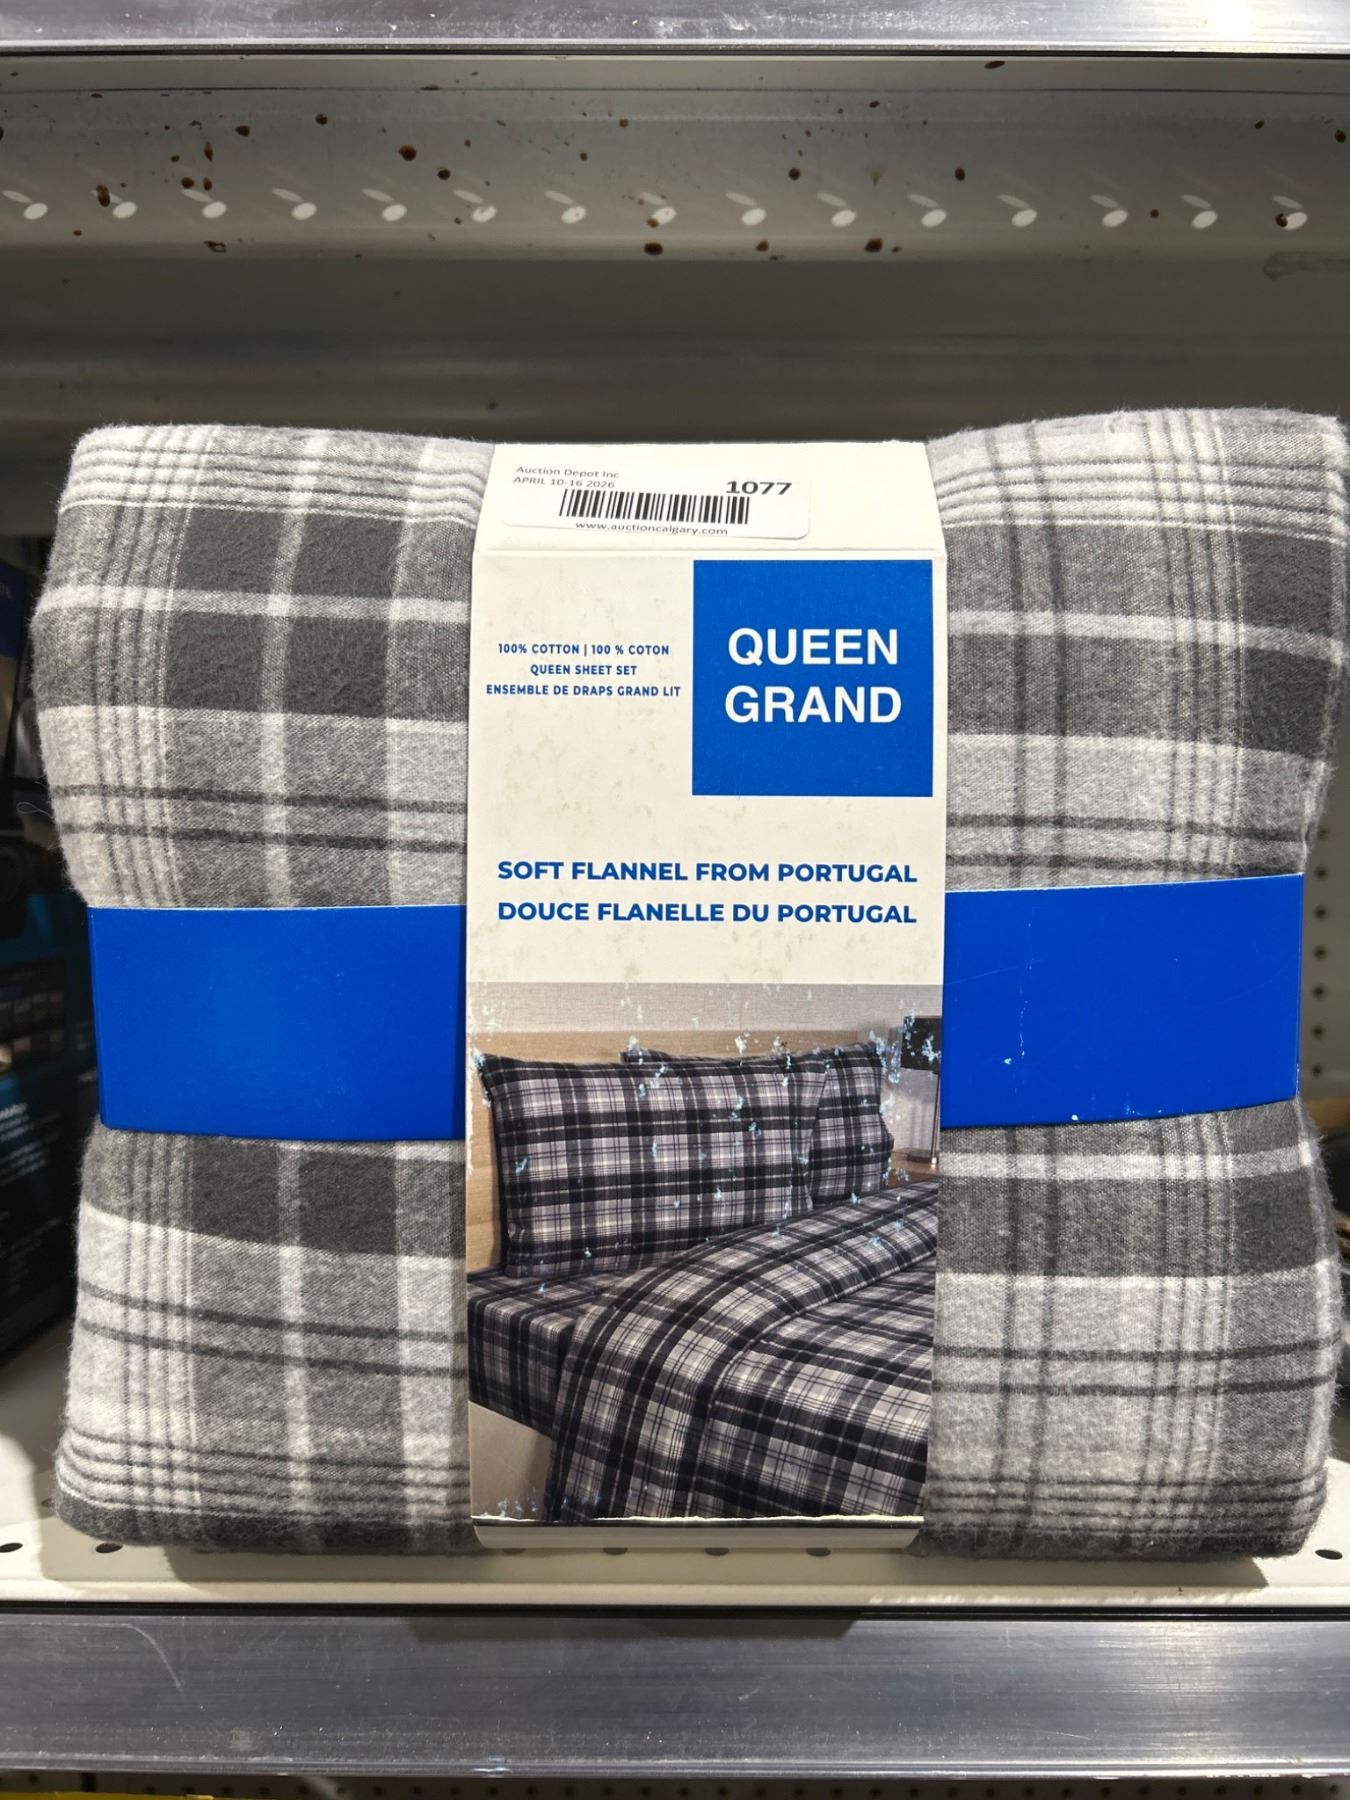 Auction Depot Inc
APRIL 10-16 2026
1077
www.auctioncalgary.com
100% COTTON | 100 % COTON
QUEEN SHEET SET
ENSEMBLE DE DRAPS GRAND LIT
QUEEN
GRAND
SOFT FLANNEL FROM PORTUGAL
DOUCE FLANELLE DU PORTUGAL